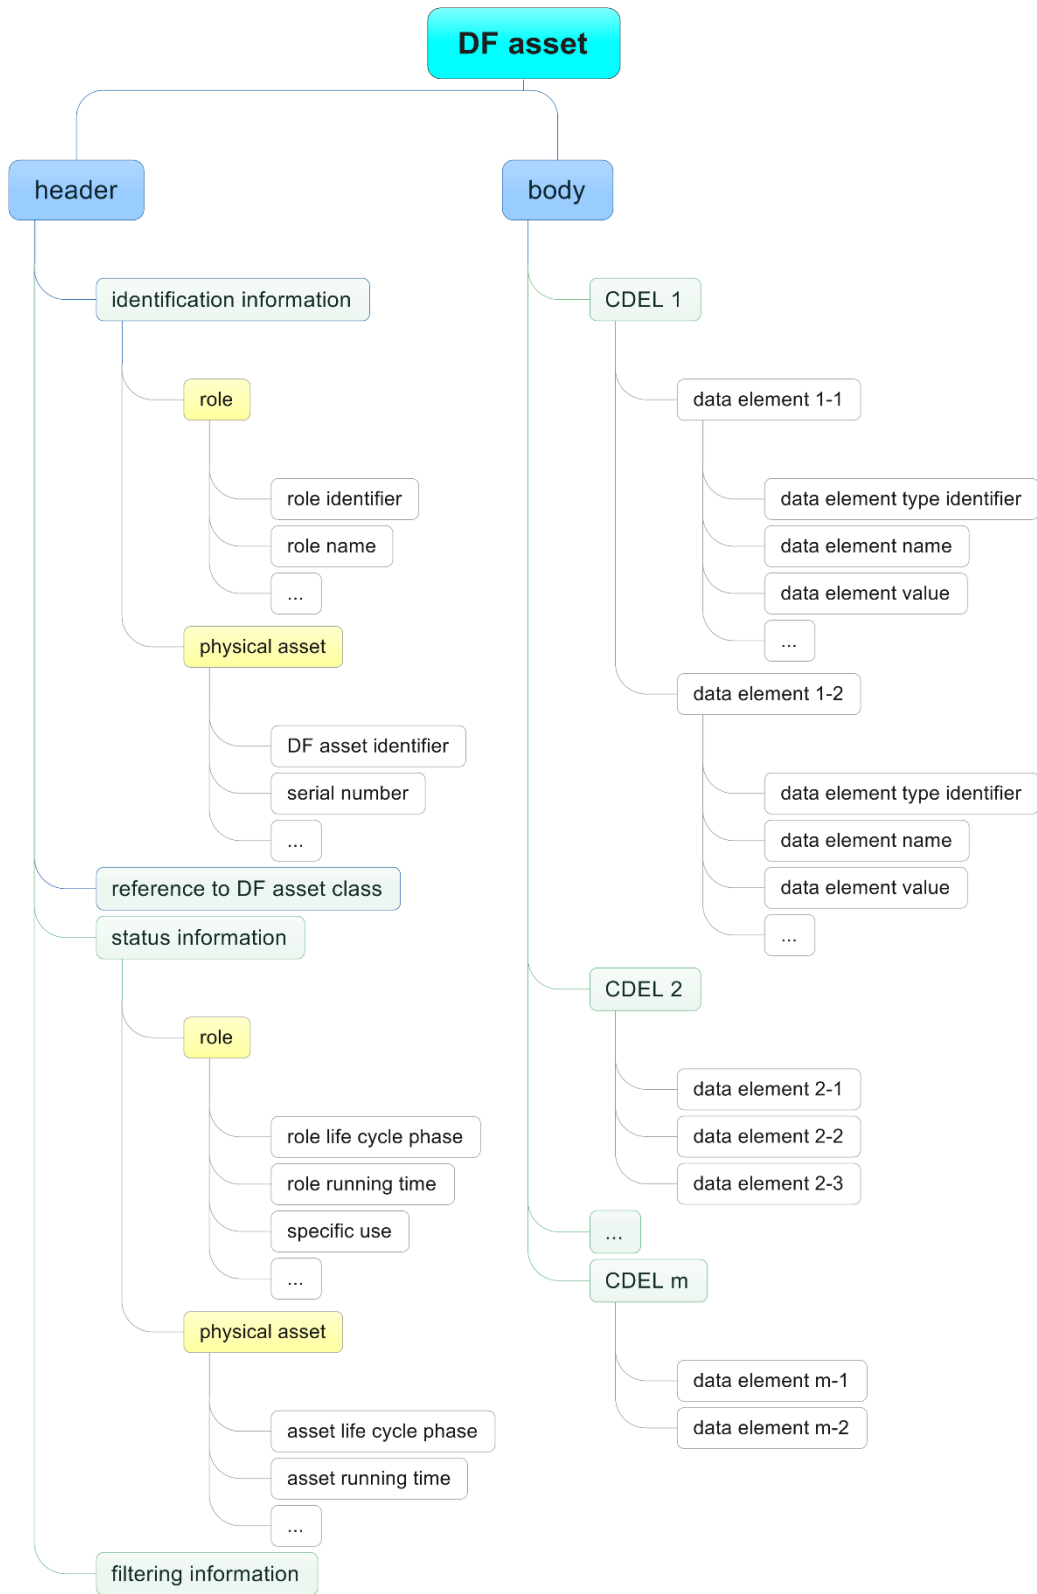 DF asset
header
identification information
role
role identifier
role name
...
physical asset
DF asset identifier
serial number
...
reference to DF asset class
status information
role
role life cycle phase
role running time
specific use
...
physical asset
asset life cycle phase
asset running time
...
filtering information
body
CDEL 1
data element 1-1
data element type identifier
data element name
data element value
...
data element 1-2
data element type identifier
data element name
data element value
...
CDEL 2
data element 2-1
data element 2-2
data element 2-3
...
CDEL m
data element m-1
data element m-2